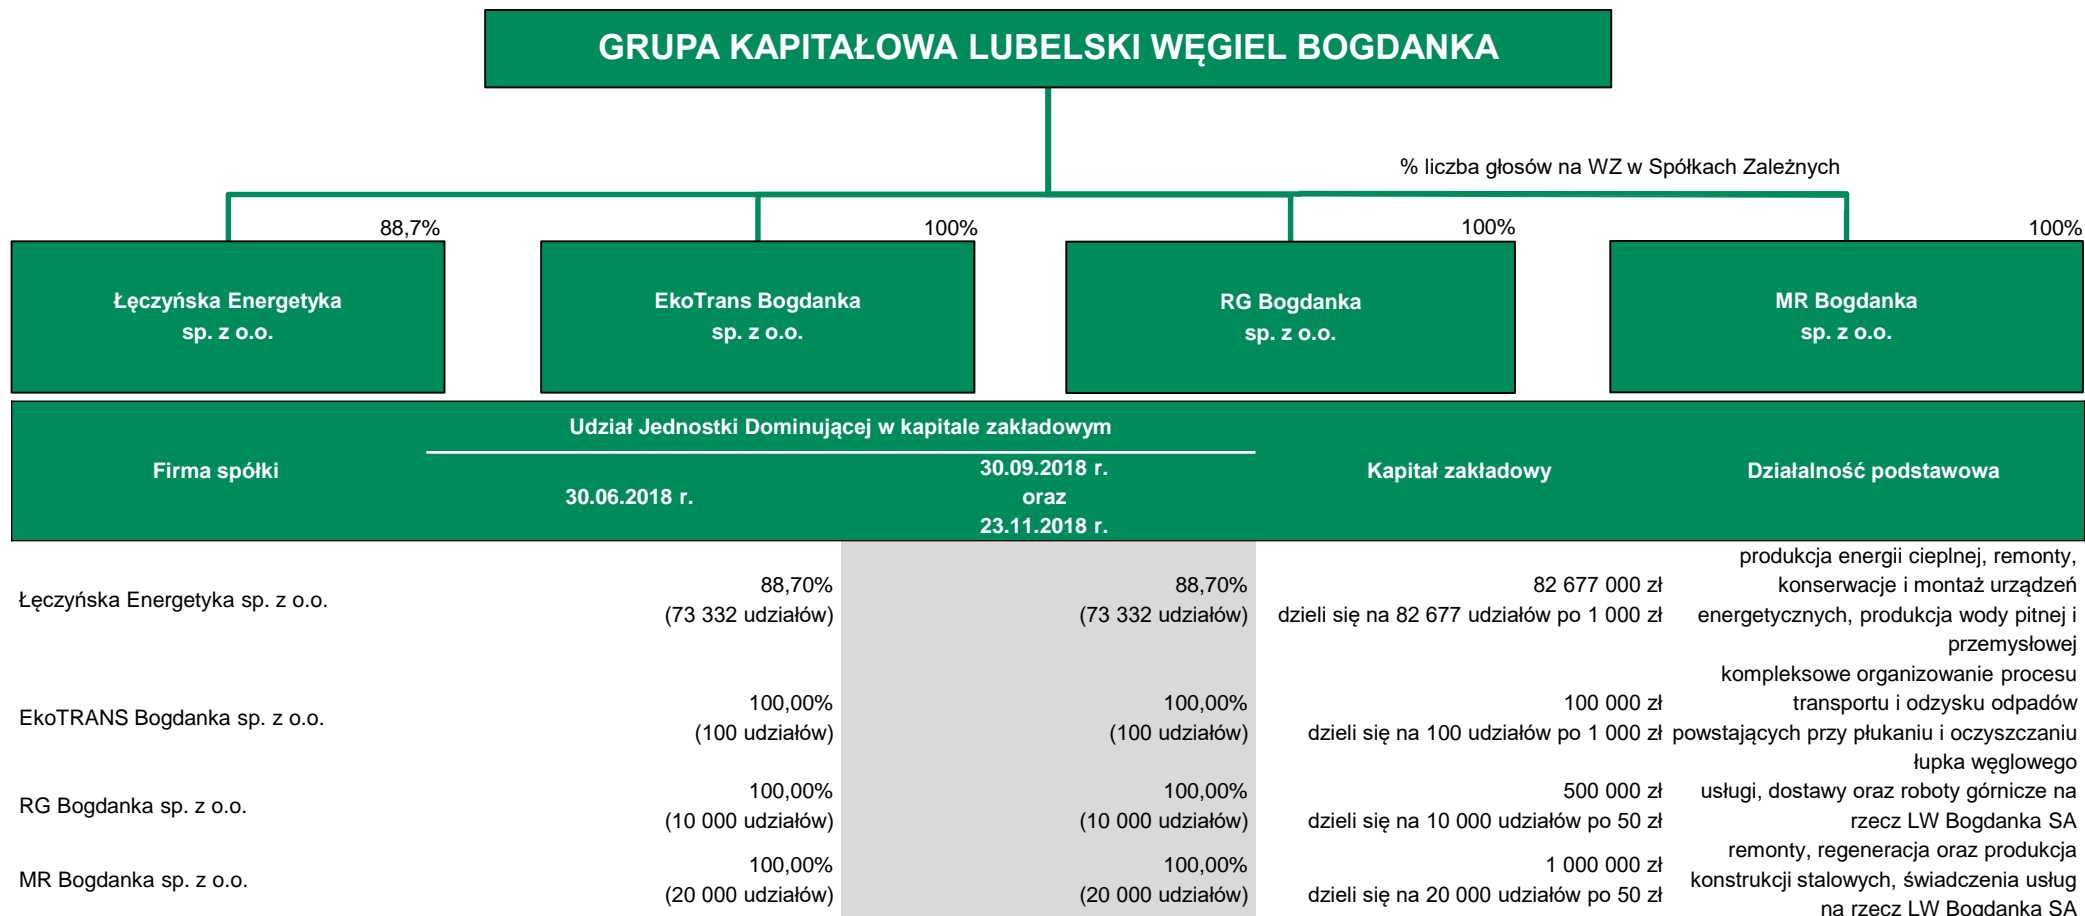 GRUPA KAPITAŁOWA LUBELSKI WĘGIEL BOGDANKA
% liczba głosów na WZ w Spółkach Zależnych
88,7%
100%
100%
100%
Łęczyńska Energetyka
sp. z o.o.
EkoTrans Bogdanka
sp. z o.o.
RG Bogdanka
sp. z o.o.
MR Bogdanka
sp. z o.o.
Firma spółki
Udział Jednostki Dominującej w kapitale zakładowym
30.06.2018 r.
30.09.2018 r.
oraz
23.11.2018 r.
Kapitał zakładowy
Działalność podstawowa
Łęczyńska Energetyka sp. z o.o.
88,70%
(73 332 udziałów)
88,70%
(73 332 udziałów)
82 677 000 zł
dzieli się na 82 677 udziałów po 1 000 zł
produkcja energii cieplnej, remonty,
konserwacje i montaż urządzeń
energetycznych, produkcja wody pitnej i
przemysłowej
EkoTRANS Bogdanka sp. z o.o.
100,00%
(100 udziałów)
100,00%
(100 udziałów)
100 000 zł
dzieli się na 100 udziałów po 1 000 zł
kompleksowe organizowanie procesu
transportu i odzysku odpadów
powstających przy płukaniu i oczyszczaniu
łupka węglowego
RG Bogdanka sp. z o.o.
100,00%
(10 000 udziałów)
100,00%
(10 000 udziałów)
500 000 zł
dzieli się na 10 000 udziałów po 50 zł
usługi, dostawy oraz roboty górnicze na
rzecz LW Bogdanka SA
MR Bogdanka sp. z o.o.
100,00%
(20 000 udziałów)
100,00%
(20 000 udziałów)
1 000 000 zł
dzieli się na 20 000 udziałów po 50 zł
remonty, regeneracja oraz produkcja
konstrukcji stalowych, świadczenia usług
na rzecz LW Bogdanka SA